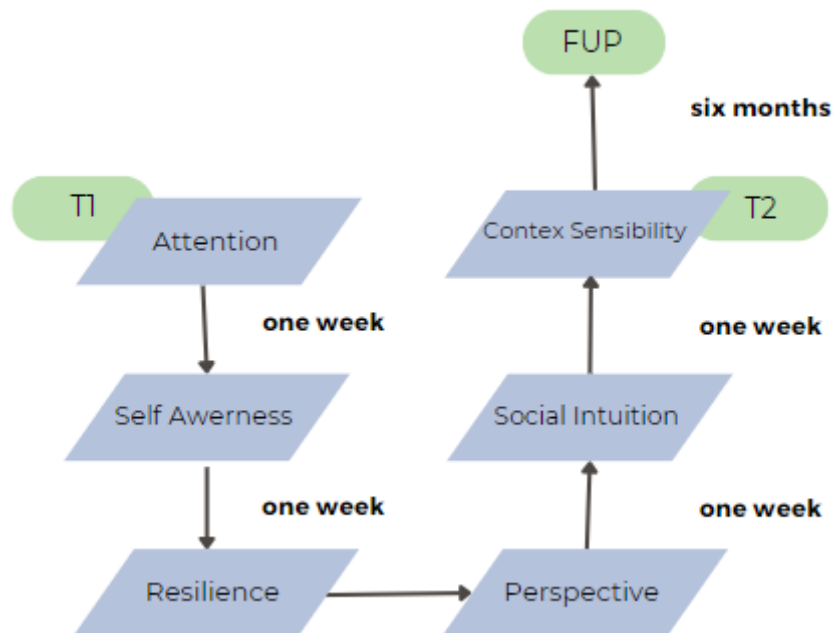 FUP
six months
T1
T2
Attention
Contex Sensibility
one week
one week
Self Awerness
Social Intuition
one week
one week
Resilience
Perspective